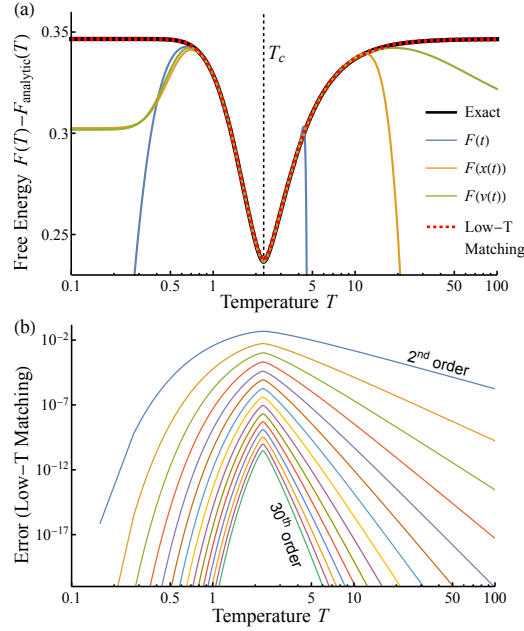 (a)
Free Energy F(T)−F_analytic(T)
0.35
0.3
0.25
T_c
Exact
F(t)
F(x(t))
F(v(t))
Low−T
Matching
0.1 0.5 1 5 10 50 100
Temperature T
(b)
Error (Low−T Matching)
10^-2
10^-7
10^-12
10^-17
2^nd order
30^th order
0.1 0.5 1 5 10 50 100
Temperature T